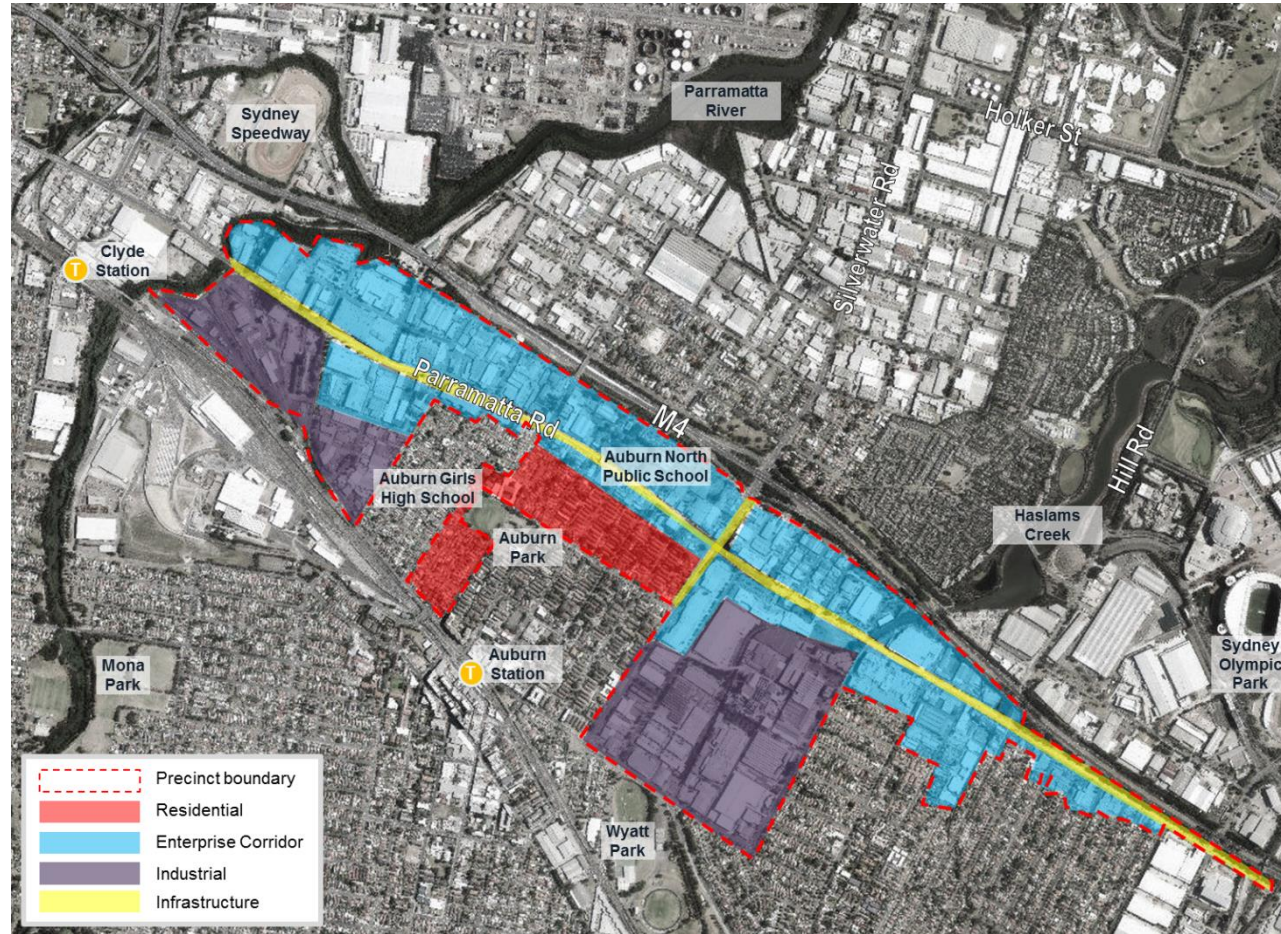 Parramatta
River
Sydney
Speedway
Holker St
Silverwater Rd
T
Clyde
Station
Parramatta Rd
M4
Hill Rd
Auburn North
Public School
Auburn Girls
High School
Auburn
Park
Haslams
Creek
T
Auburn
Station
Mona
Park
Sydney
Olympic
Park
Wyatt
Park
Precinct boundary
Residential
Enterprise Corridor
Industrial
Infrastructure